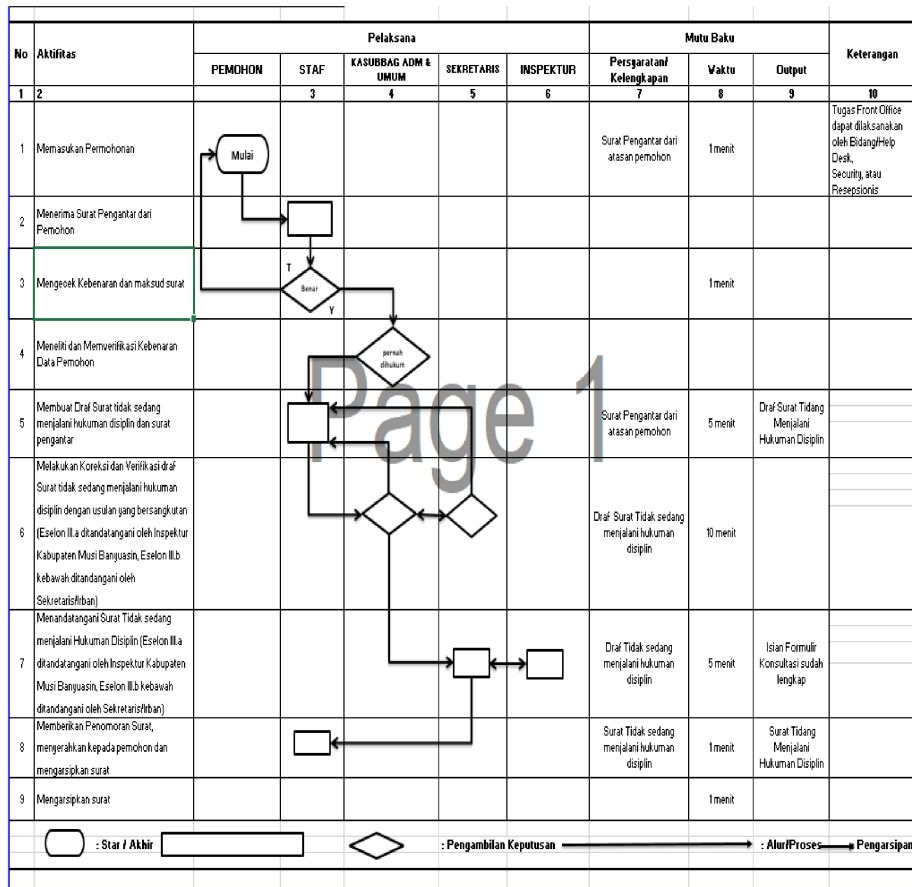 No Aktifitas Pelaksana Mutu Baku Keterangan
PEMOHON STAF KASUBBAG ADM & UMUM SEKRETARIS INSPEKTUR Persyaratan/ Kelengkapan Waktu Output
1 2 3 4 5 6 7 8 9 10
1 Memasukan Permohonan
Mulai
Surat Pengantar dari
atasan pemohon
1 menit
Tugas Front Office
dapat dilaksanakan
oleh Bidang/Help
Desk,
Security, atau
Resepsionis
2 Menerima Surat Pengantar dari
Pemohon
3 Mengecek Kebenaran dan maksud surat
T
Benar
Y
1 menit
4 Meneliti dan Memverifikasi Kebenaran
Data Pemohon
pernah
dihukum
Page 1
5 Membuat Draf Surat tidak sedang
menjalani hukuman disiplin dan surat
pengantar
Surat Pengantar dari
atasan pemohon
5 menit
Draf Surat Tidang
Menjalani
Hukuman Disiplin
6 Melakukan Koreksi dan Verifikasi draf
Surat tidak sedang menjalani hukuman
disiplin dengan usulan yang bersangkutan
(Eselon III.a ditandatangani oleh Inspektur
Kabupaten Musi Banyuasin, Eselon III.b
kebawah ditandangani oleh
Sekretaris/Irban)
Draf Surat Tidak sedang
menjalani hukuman
disiplin
10 menit
7 Menandatangani Surat Tidak sedang
menjalani Hukuman Disiplin (Eselon III.a
ditandatangani oleh Inspektur Kabupaten
Musi Banyuasin, Eselon III.b kebawah
ditandangani oleh Sekretaris/Irban)
Draf Tidak sedang
menjalani hukuman
disiplin
5 menit
Isian Formulir
Konsultasi sudah
lengkap
8 Memberikan Penomoran Surat,
menyerahkan kepada pemohon dan
mengarsipkan surat
Surat Tidak sedang
menjalani hukuman
disiplin
1 menit
Surat Tidang
Menjalani
Hukuman Disiplin
9 Mengarsipkan surat
1 menit
: Star / Akhir : Pengambilan Keputusan : Alur/Proses Pengarsipan